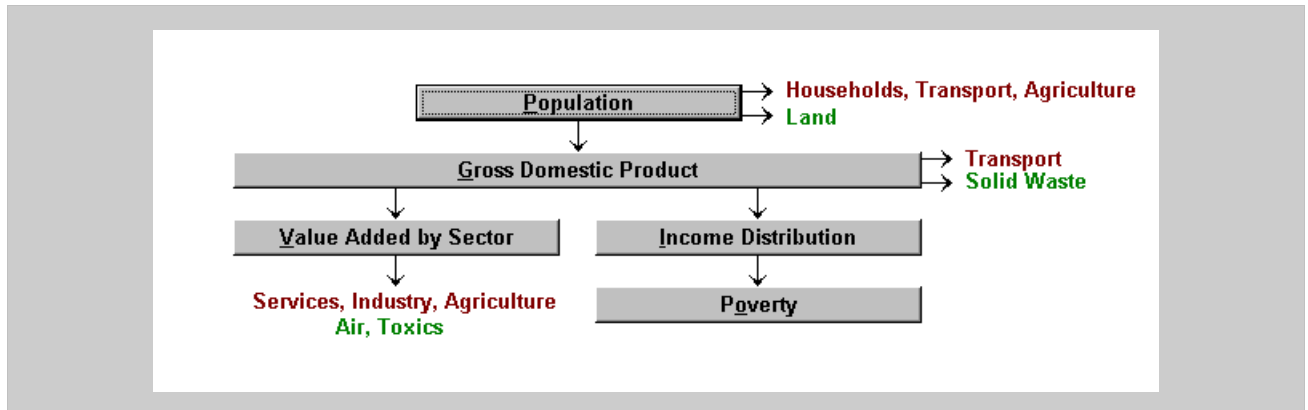 Population
Households, Transport, Agriculture
Land
Gross Domestic Product
Transport
Solid Waste
Value Added by Sector
Income Distribution
Services, Industry, Agriculture
Air, Toxics
Poverty